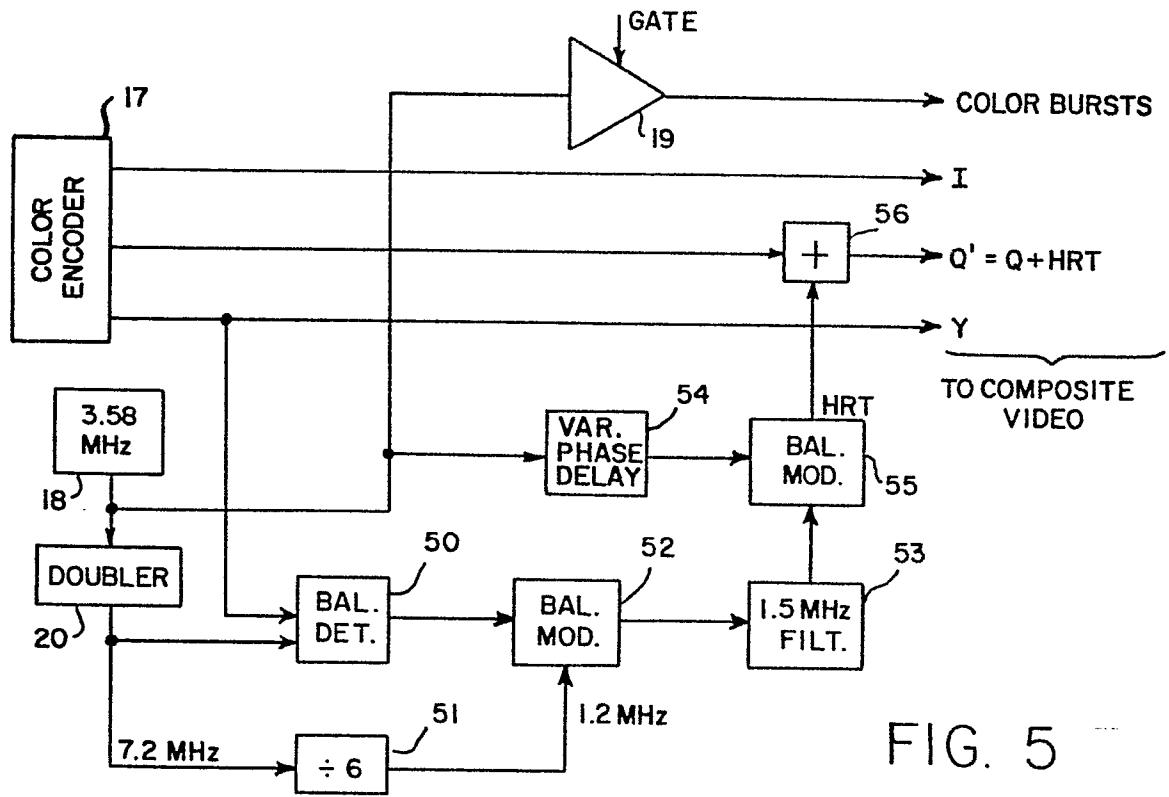 GATE
17
19
COLOR BURSTS
COLOR
ENCODER
I
56
+
Q' = Q+HRT
Y
TO COMPOSITE
VIDEO
3.58
MHz
18
54
VAR.
PHASE
DELAY
HRT
BAL.
MOD.
55
DOUBLER
20
50
BAL.
DET.
52
BAL.
MOD.
53
1.5 MHz
FILT.
7.2 MHz
51
÷ 6
1.2 MHz
FIG. 5